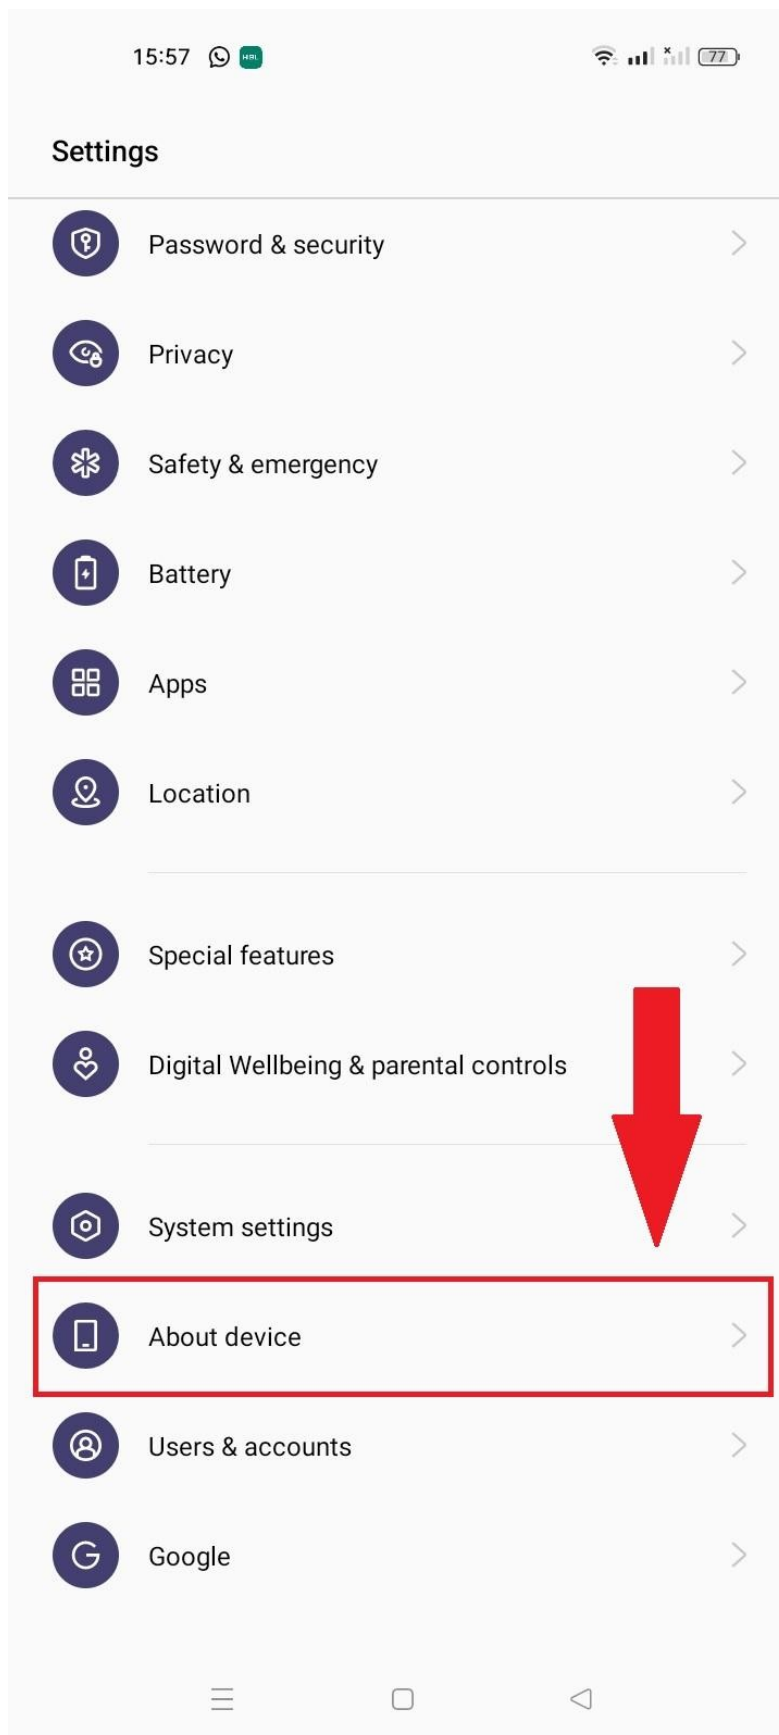 15:57 HBL 77
Settings
Password & security
Privacy
Safety & emergency
Battery
Apps
Location
Special features
Digital Wellbeing & parental controls
System settings
About device
Users & accounts
Google